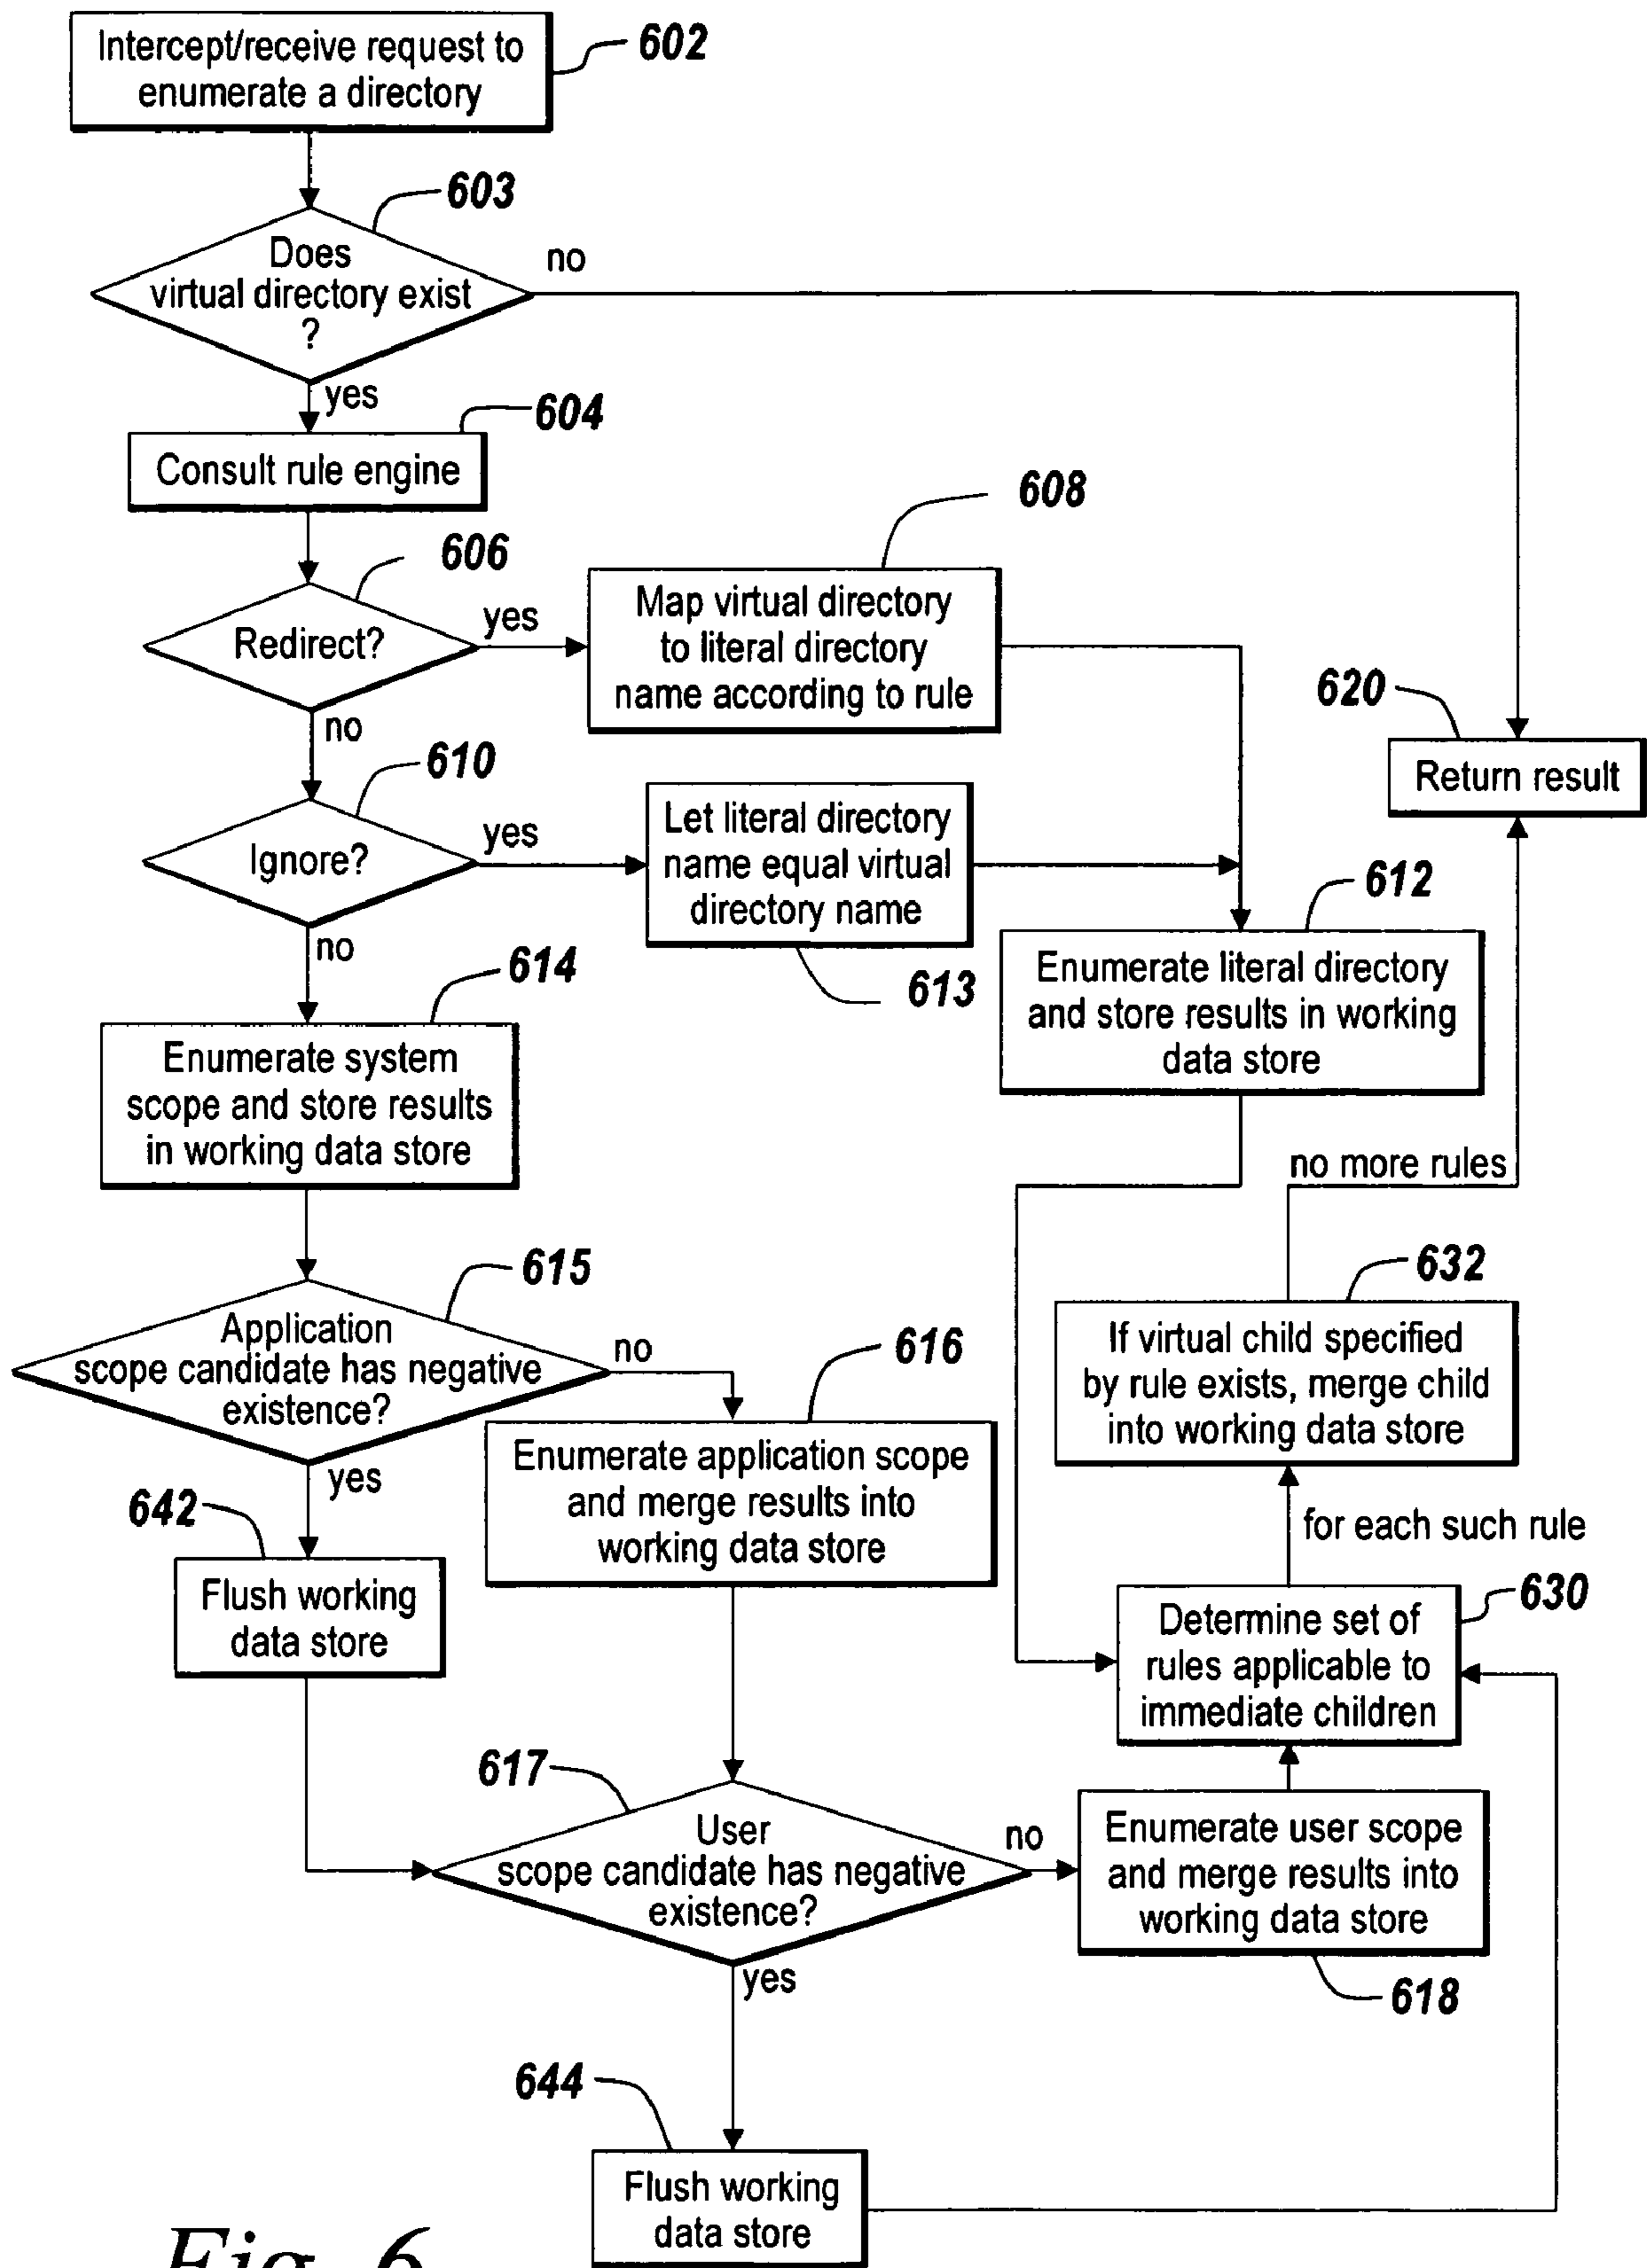 Intercept/receive request to
enumerate a directory
602
603
Does
virtual directory exist
?
no
yes
604
Consult rule engine
606
Redirect?
yes
no
608
Map virtual directory
to literal directory
name according to rule
620
Return result
610
Ignore?
yes
no
Let literal directory
name equal virtual
directory name
613
612
Enumerate literal directory
and store results in working
data store
614
Enumerate system
scope and store results
in working data store
no more rules
615
Application
scope candidate has negative
existence?
no
yes
616
Enumerate application scope
and merge results into
working data store
632
If virtual child specified
by rule exists, merge child
into working data store
for each such rule
642
Flush working
data store
630
Determine set of
rules applicable to
immediate children
617
User
scope candidate has negative
existence?
no
yes
Enumerate user scope
and merge results into
working data store
618
644
Flush working
data store
Fig. 6